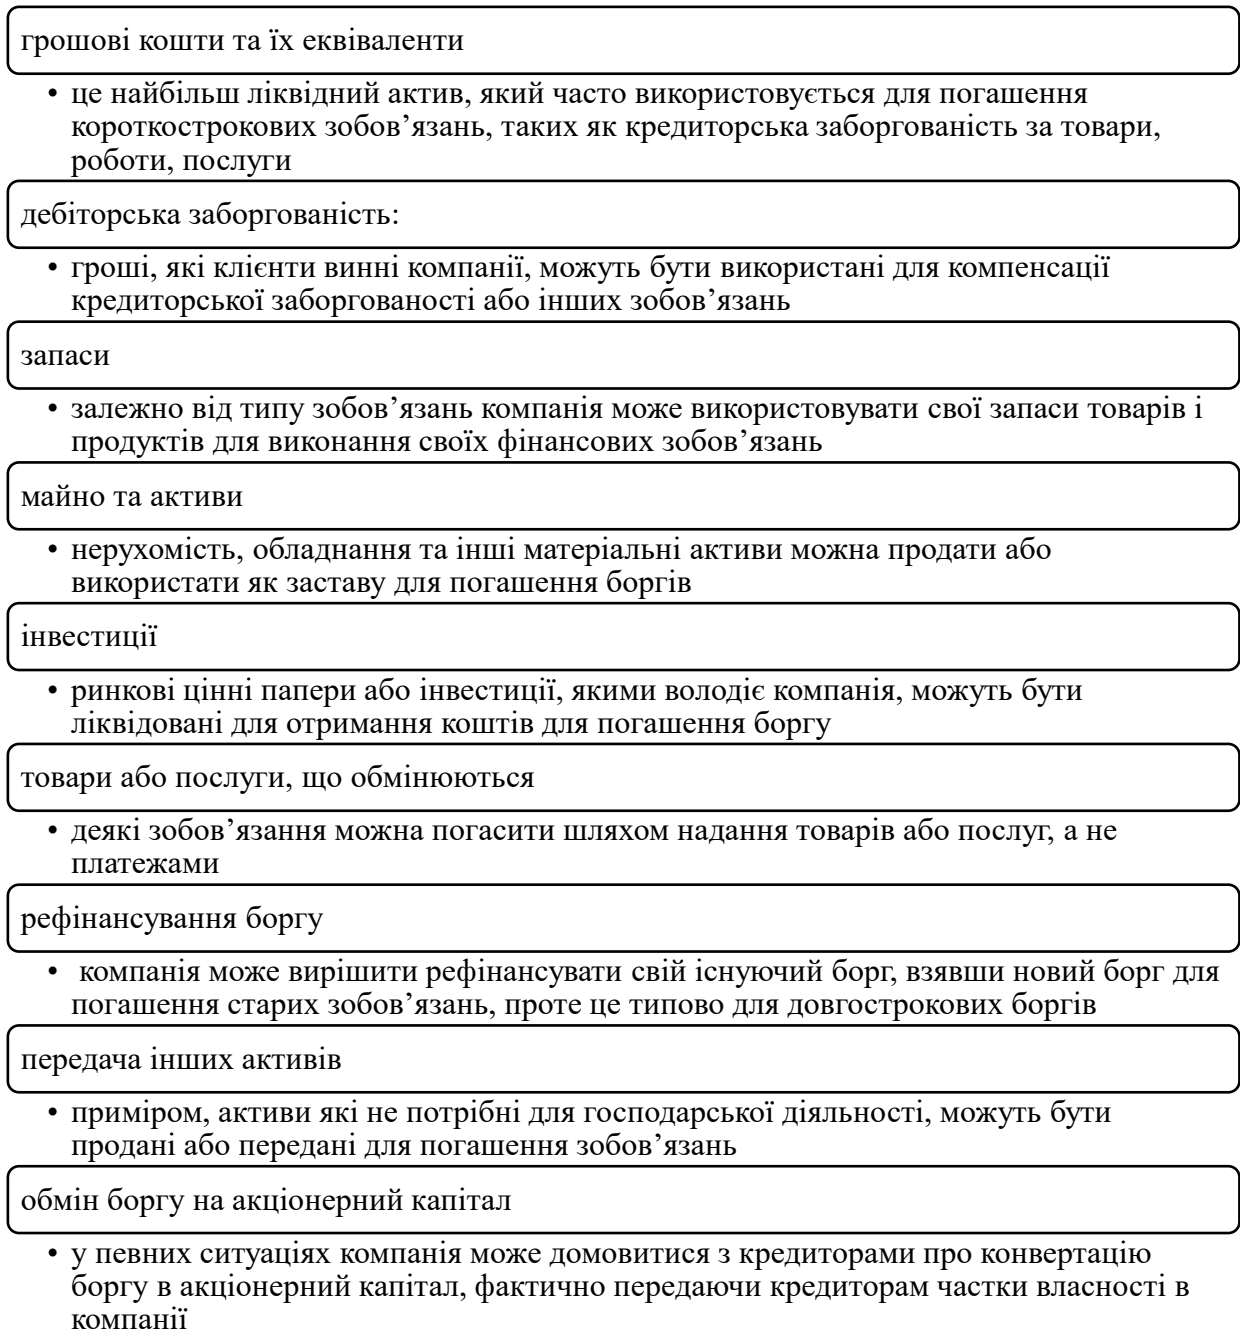 грошові кошти та їх еквіваленти
• це найбільш ліквідний актив, який часто використовується для погашення
короткострокових зобов’язань, таких як кредиторська заборгованість за товари,
роботи, послуги
дебіторська заборгованість:
• гроші, які клієнти винні компанії, можуть бути використані для компенсації
кредиторської заборгованості або інших зобов’язань
запаси
• залежно від типу зобов’язань компанія може використовувати свої запаси товарів і
продуктів для виконання своїх фінансових зобов’язань
майно та активи
• нерухомість, обладнання та інші матеріальні активи можна продати або
використати як заставу для погашення боргів
інвестиції
• ринкові цінні папери або інвестиції, якими володіє компанія, можуть бути
ліквідовані для отримання коштів для погашення боргу
товари або послуги, що обмінюються
• деякі зобов’язання можна погасити шляхом надання товарів або послуг, а не
платежами
рефінансування боргу
• компанія може вирішити рефінансувати свій існуючий борг, взявши новий борг для
погашення старих зобов’язань, проте це типово для довгострокових боргів
передача інших активів
• приміром, активи які не потрібні для господарської діяльності, можуть бути
продані або передані для погашення зобов’язань
обмін боргу на акціонерний капітал
• у певних ситуаціях компанія може домовитися з кредиторами про конвертацію
боргу в акціонерний капітал, фактично передаючи кредиторам частки власності в
компанії